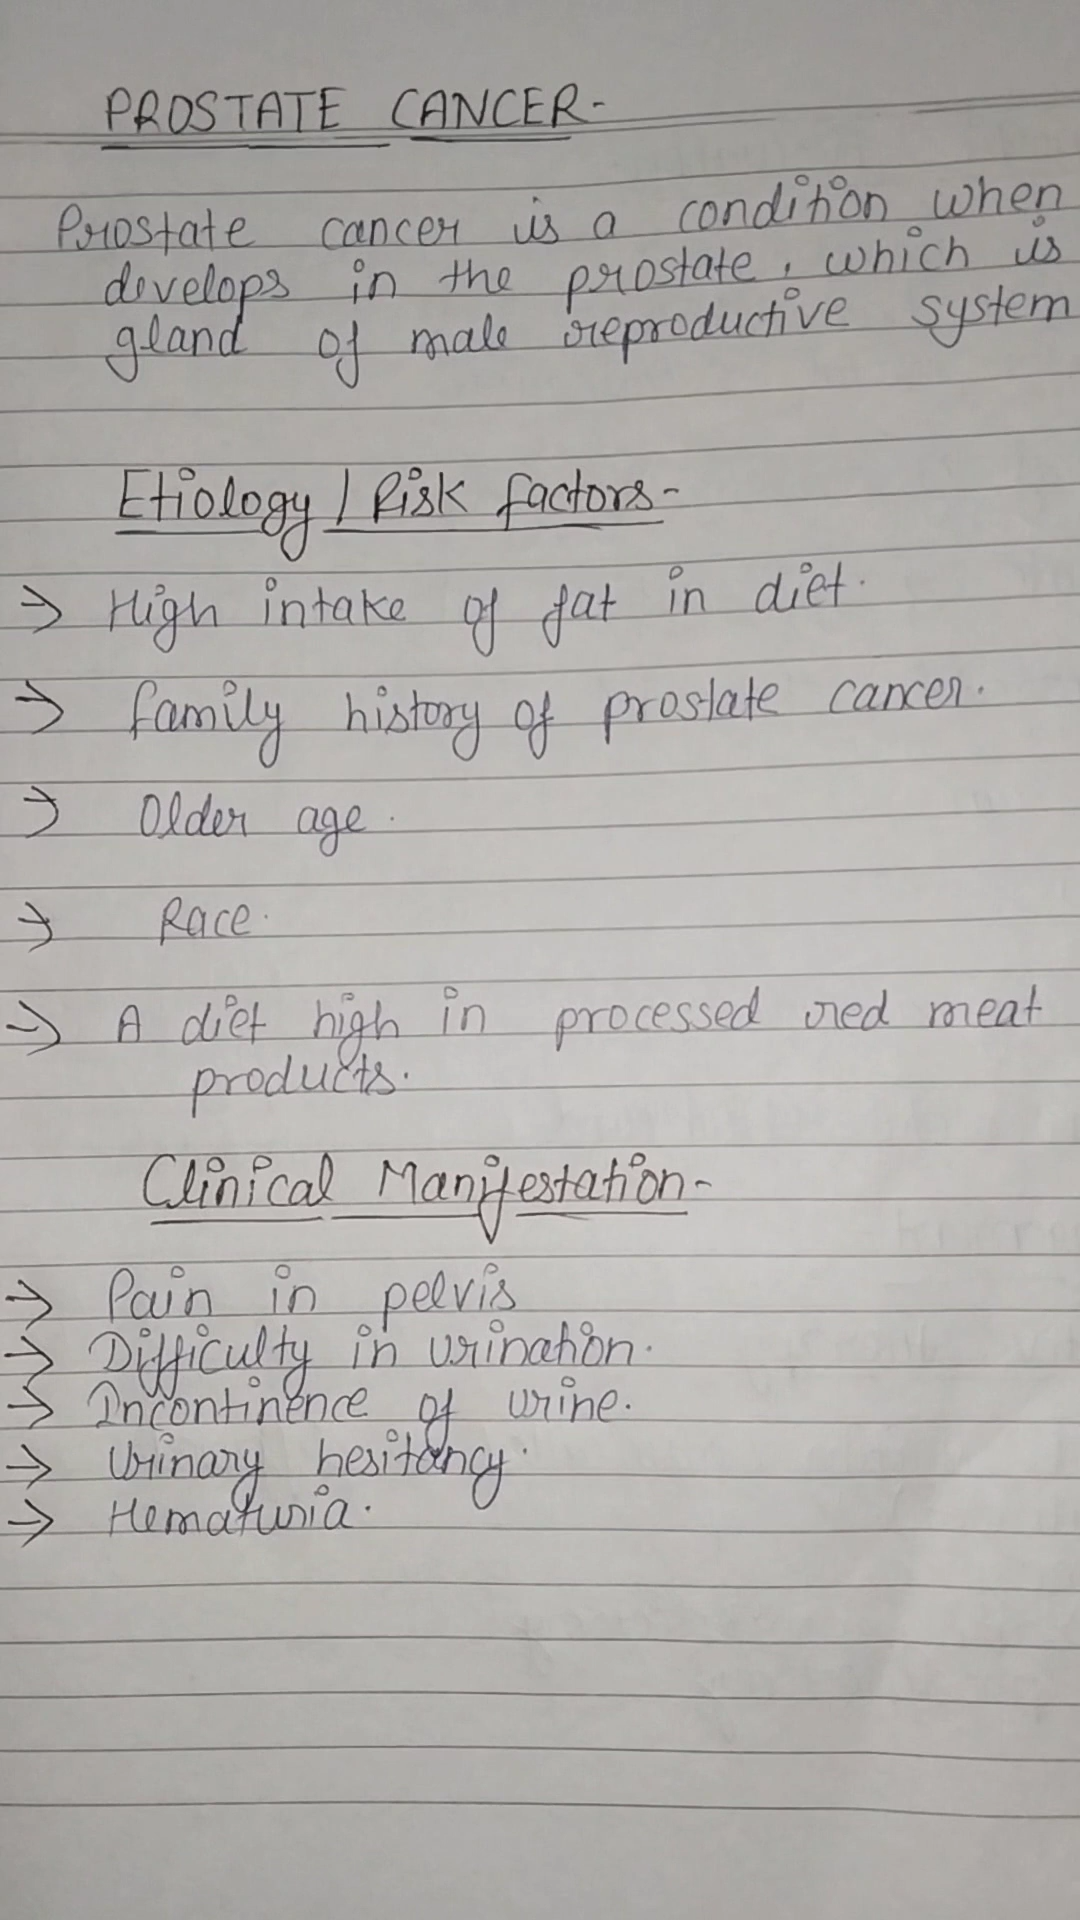 PROSTATE CANCER-
Prostate cancer is a condition when
develops in the prostate, which is
gland of male reproductive system
Etiology / Risk factors-
→ High intake of fat in diet.
→ family history of prostate cancer.
→ Older age.
→ Race.
→ A diet high in processed red meat
products.
Clinical Manifestation-
→ Pain in pelvis
→ Difficulty in urination.
→ Incontinence of urine.
→ Urinary hesitancy.
→ Hematuria.